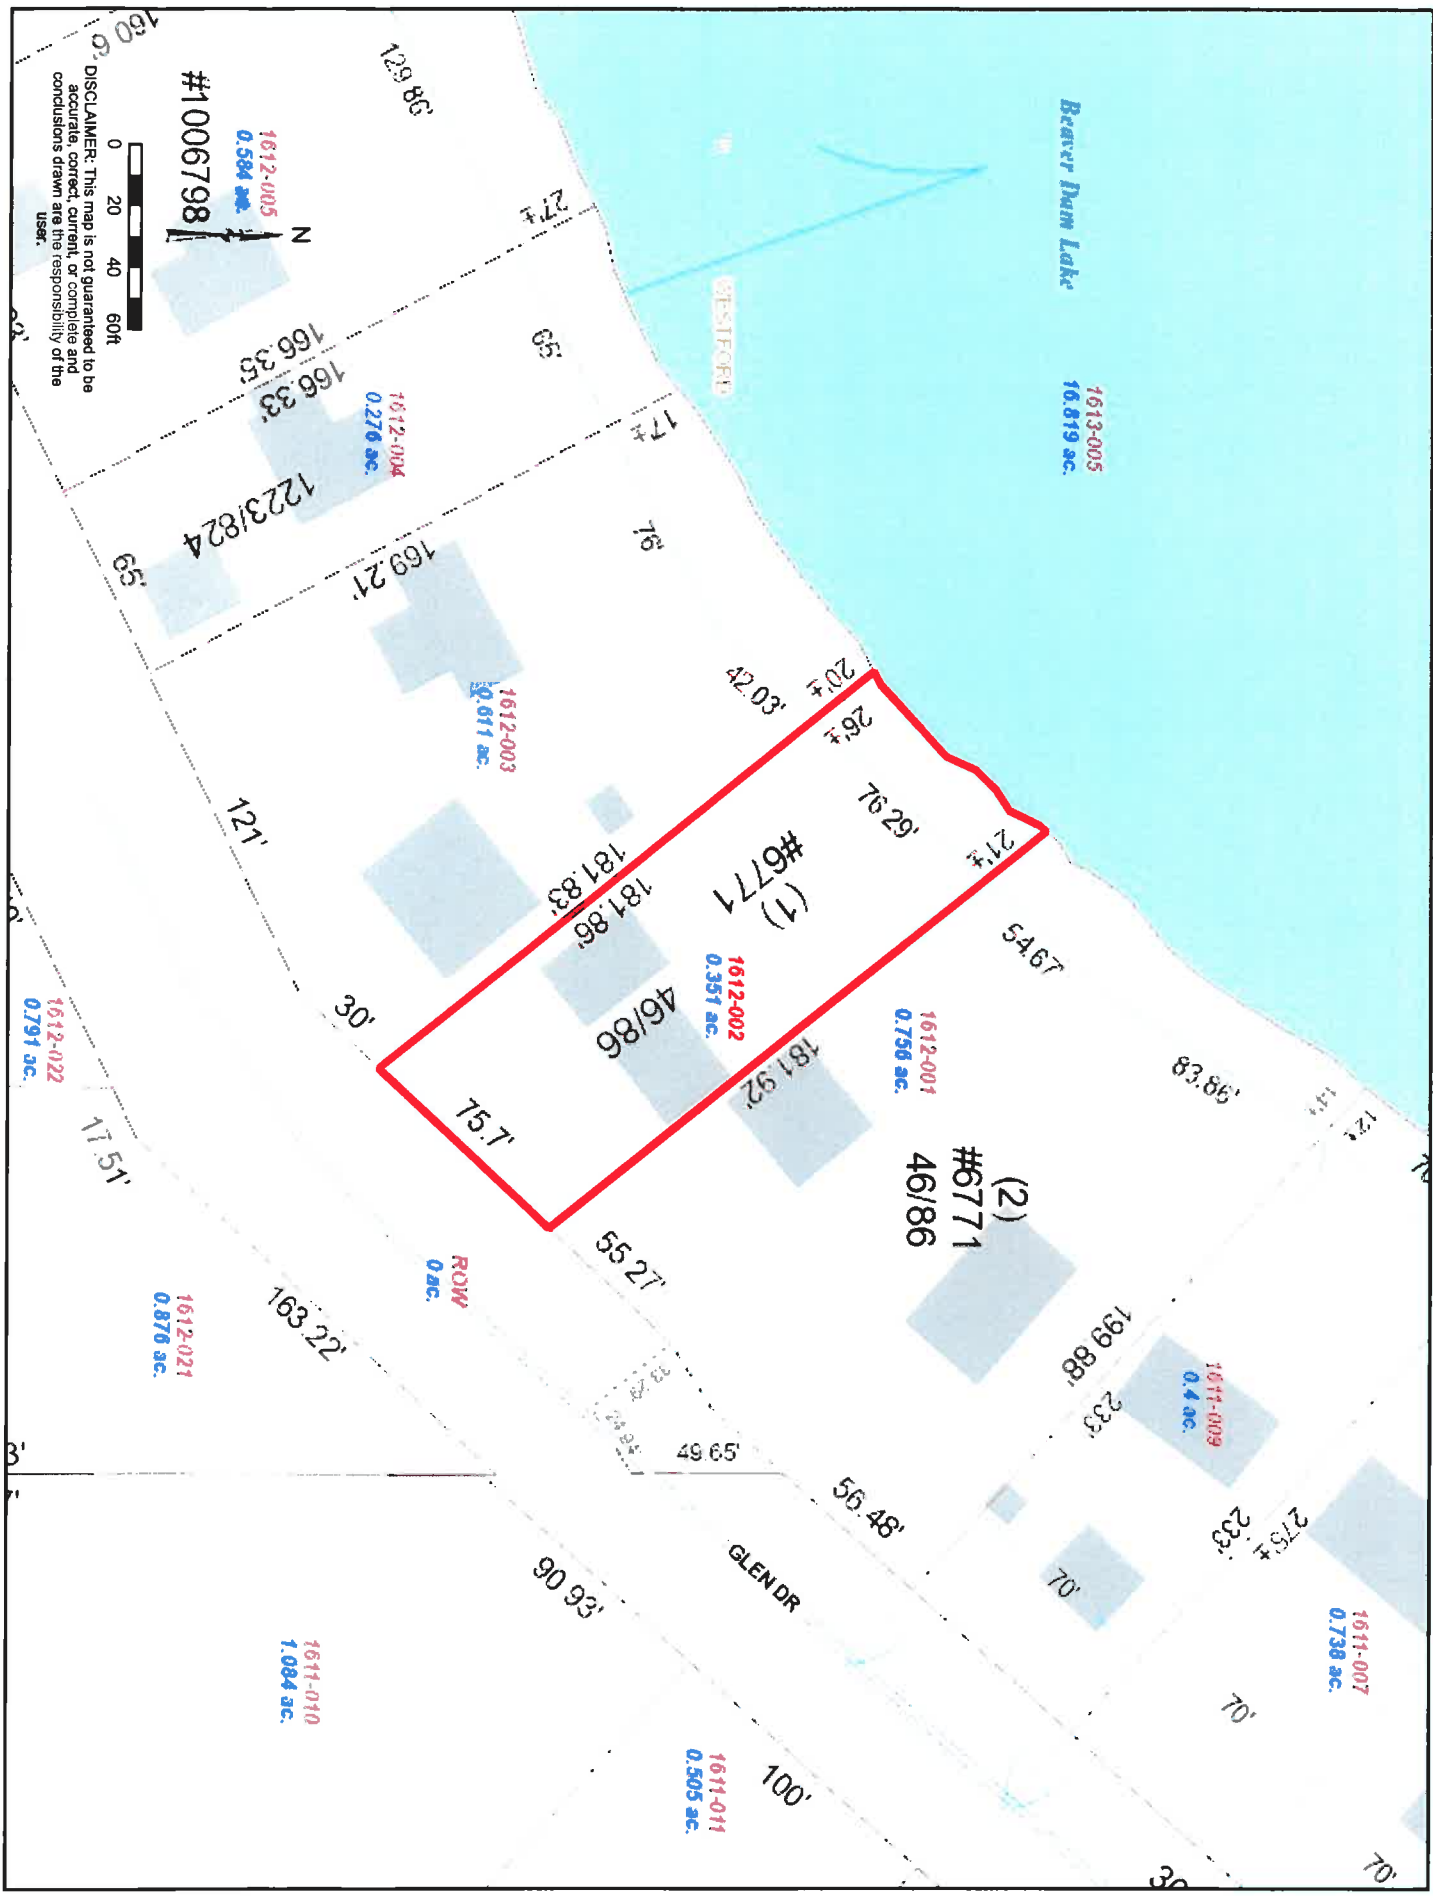 Beaver Dam Lake
1613-005
16.819 ac.
129.86'
160.6'
27'±
65'
17±
76'
42.03'
20'±
26'±
76.29'
21'±
54.67'
83.86'
14'±
12'±
1612-005
0.584 ac.
#1006798
N
0 20 40 60ft
DISCLAIMER: This map is not guaranteed to be
accurate, correct, current, or complete and
conclusions drawn are the responsibility of the
user.
166.35'
166.33'
1612-004
0.276 ac.
1223/824
65'
169.21'
1612-003
0.611 ac.
121'
30'
181.83'
181.86'
#6771
(1)
46/86
1612-002
0.351 ac.
181.92'
75.7'
1612-001
0.756 ac.
(2)
#6771
46/86
55.27'
33.29'
24.94'
49.65'
56.48'
199.88'
233'
1611-009
0.4 ac.
275'±
233'
70'
1611-007
0.738 ac.
70'
70'
GLEN DR
ROW
0 ac.
1612-022
0.791 ac.
17.51'
1612-021
0.876 ac.
163.22'
90.93'
1611-010
1.084 ac.
1611-011
0.505 ac.
100'